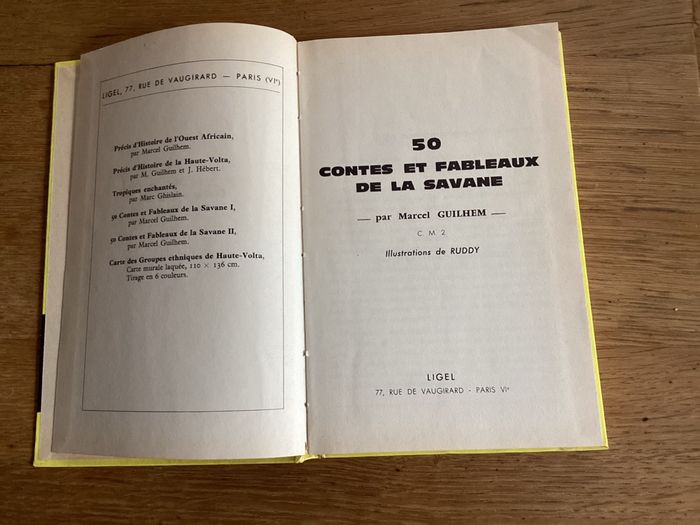 LIGEL, 77, RUE DE VAUGIRARD — PARIS (VIe)
Précis d'Histoire de l'Ouest Africain,
par Marcel Guilhem.
Précis d'Histoire de la Haute-Volta,
par M. Guilhem et J. Hébert.
Tropiques enchantés,
par Marc Ghislain.
50 Contes et Fableaux de la Savane I,
par Marcel Guilhem.
50 Contes et Fableaux de la Savane II,
par Marcel Guilhem.
Carte des Groupes ethniques de Haute-Volta,
Carte murale laquée, 110 × 136 cm.
Tirage en 6 couleurs.
50
CONTES ET FABLEAUX
DE LA SAVANE
— par Marcel GUILHEM —
C. M. 2
Illustrations de RUDDY
LIGEL
77, RUE DE VAUGIRARD - PARIS VIe